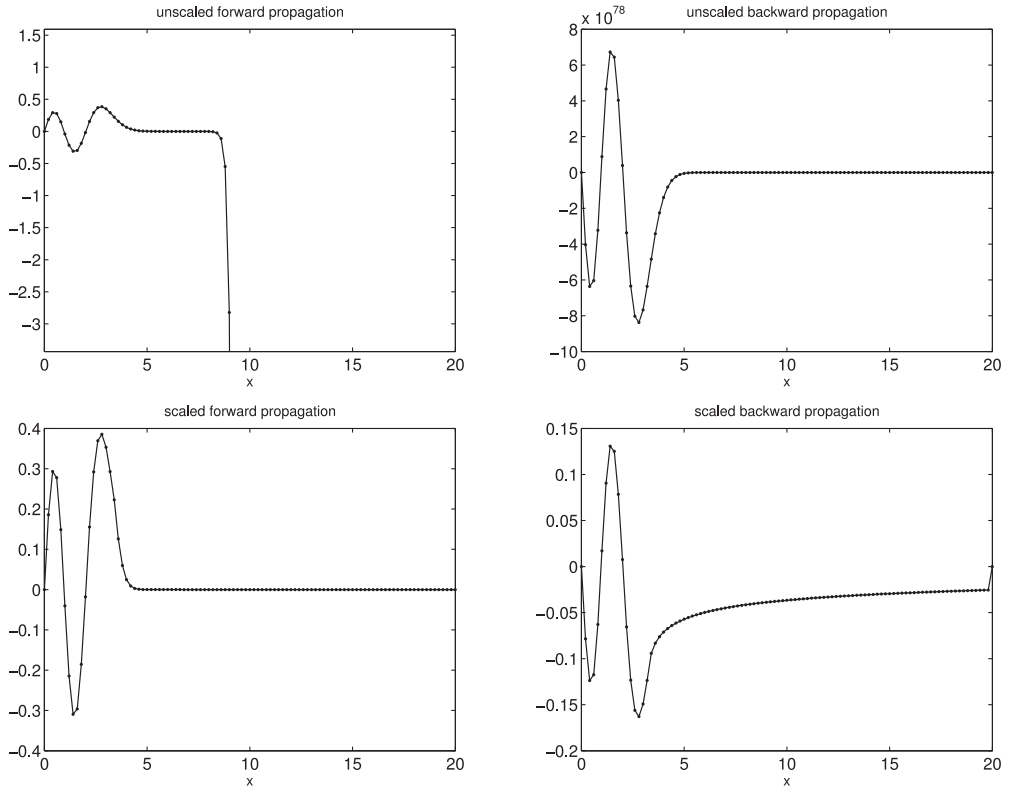 unscaled forward propagation
1.5
1
0.5
0
−0.5
−1
−1.5
−2
−2.5
−3
0 5 10 15 20
x
unscaled backward propagation
x 10^78
8
6
4
2
0
−2
−4
−6
−8
−10
0 5 10 15 20
x
scaled forward propagation
0.4
0.3
0.2
0.1
0
−0.1
−0.2
−0.3
−0.4
0 5 10 15 20
x
scaled backward propagation
0.15
0.1
0.05
0
−0.05
−0.1
−0.15
−0.2
0 5 10 15 20
x